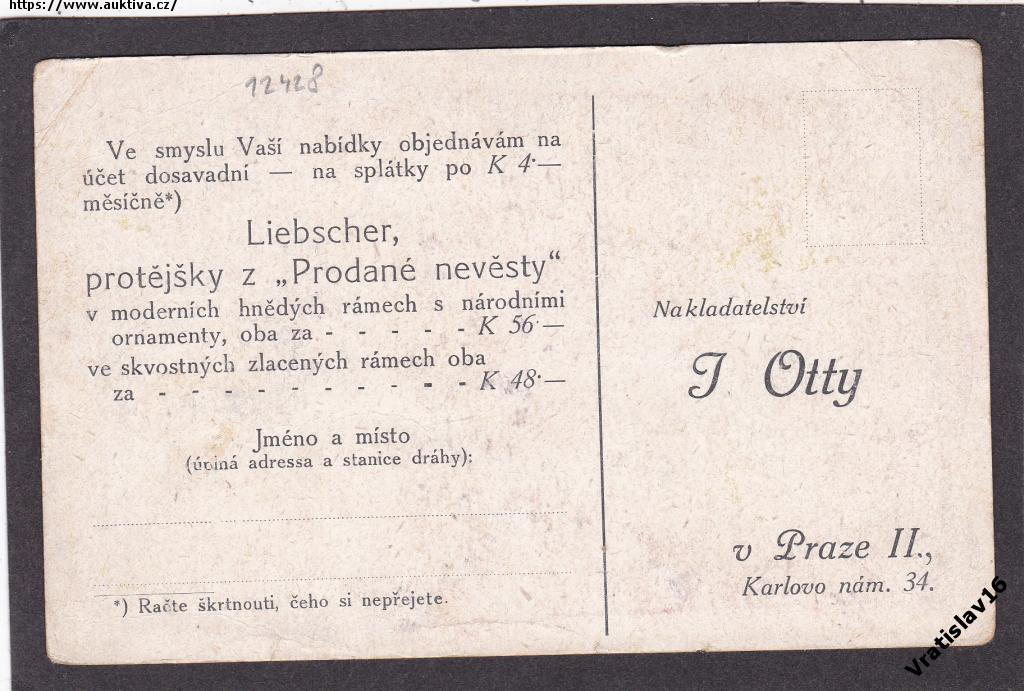 https://www.auktiva.cz/
12428
Ve smyslu Vaší nabídky objednávám na
účet dosavadní — na splátky po K 4·—
měsíčně*)
Liebscher,
protějšky z „Prodané nevěsty“
v moderních hnědých rámech s národními
ornamenty, oba za - - - - - K 56·—
ve skvostných zlacených rámech oba
za - - - - - - - - - - K 48·—
Jméno a místo
(úplná adressa a stanice dráhy):
*) Račte škrtnouti, čeho si nepřejete.
Nakladatelství
J Otty
v Praze II.,
Karlovo nám. 34.
Vratislav16